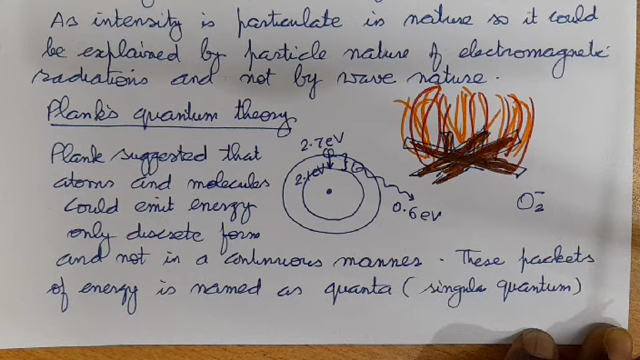 As intensity is particulate in nature so it could
be explained by particle nature of electromagnetic
radiations and not by wave nature.
Plank's quantum theory
Plank suggested that
atoms and molecules
could emit energy
only discrete form
and not in a continuous manner. These packets
of energy is named as quanta (singular quantum)
2.7eV
2.1eV
0.6eV
O₂⁻